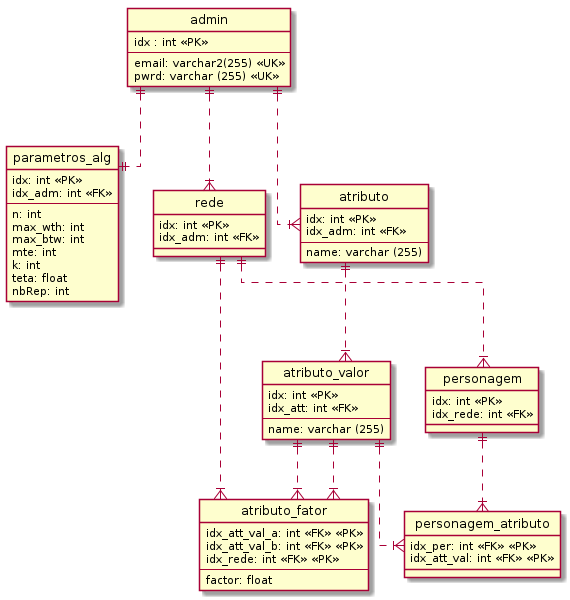 admin
idx : int «PK»
email: varchar2(255) «UK»
pwrd: varchar (255) «UK»
parametros_alg
idx: int «PK»
idx_adm: int «FK»
n: int
max_wth: int
max_btw: int
mte: int
k: int
teta: float
nbRep: int
rede
idx: int «PK»
idx_adm: int «FK»
atributo
idx: int «PK»
idx_adm: int «FK»
name: varchar (255)
atributo_valor
idx: int «PK»
idx_att: int «FK»
name: varchar (255)
personagem
idx: int «PK»
idx_rede: int «FK»
atributo_fator
idx_att_val_a: int «FK» «PK»
idx_att_val_b: int «FK» «PK»
idx_rede: int «FK» «PK»
factor: float
personagem_atributo
idx_per: int «FK» «PK»
idx_att_val: int «FK» «PK»